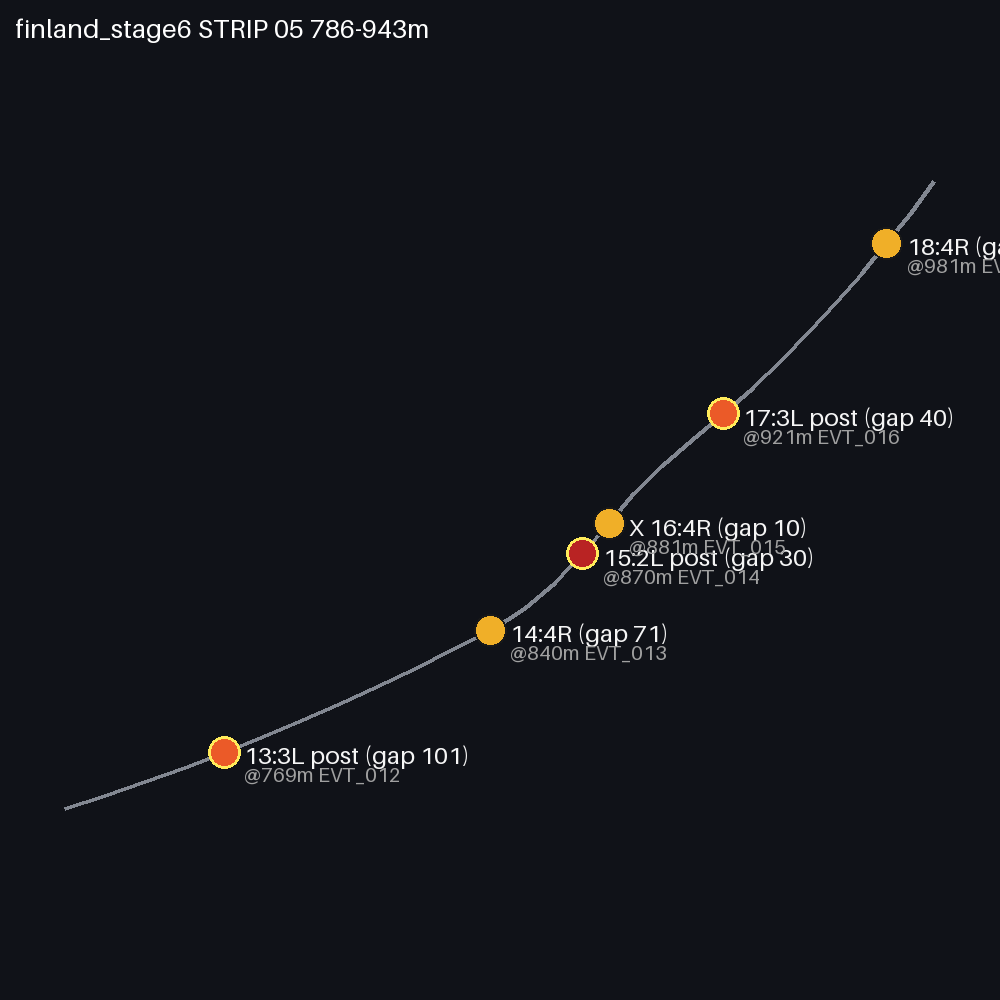 finland_stage6 STRIP 05 786-943m
18:4R (ga
@981m EV
17:3L post (gap 40)
@921m EVT_016
X 16:4R (gap 10)
@881m EVT_015
15:2L post (gap 30)
@870m EVT_014
14:4R (gap 71)
@840m EVT_013
13:3L post (gap 101)
@769m EVT_012